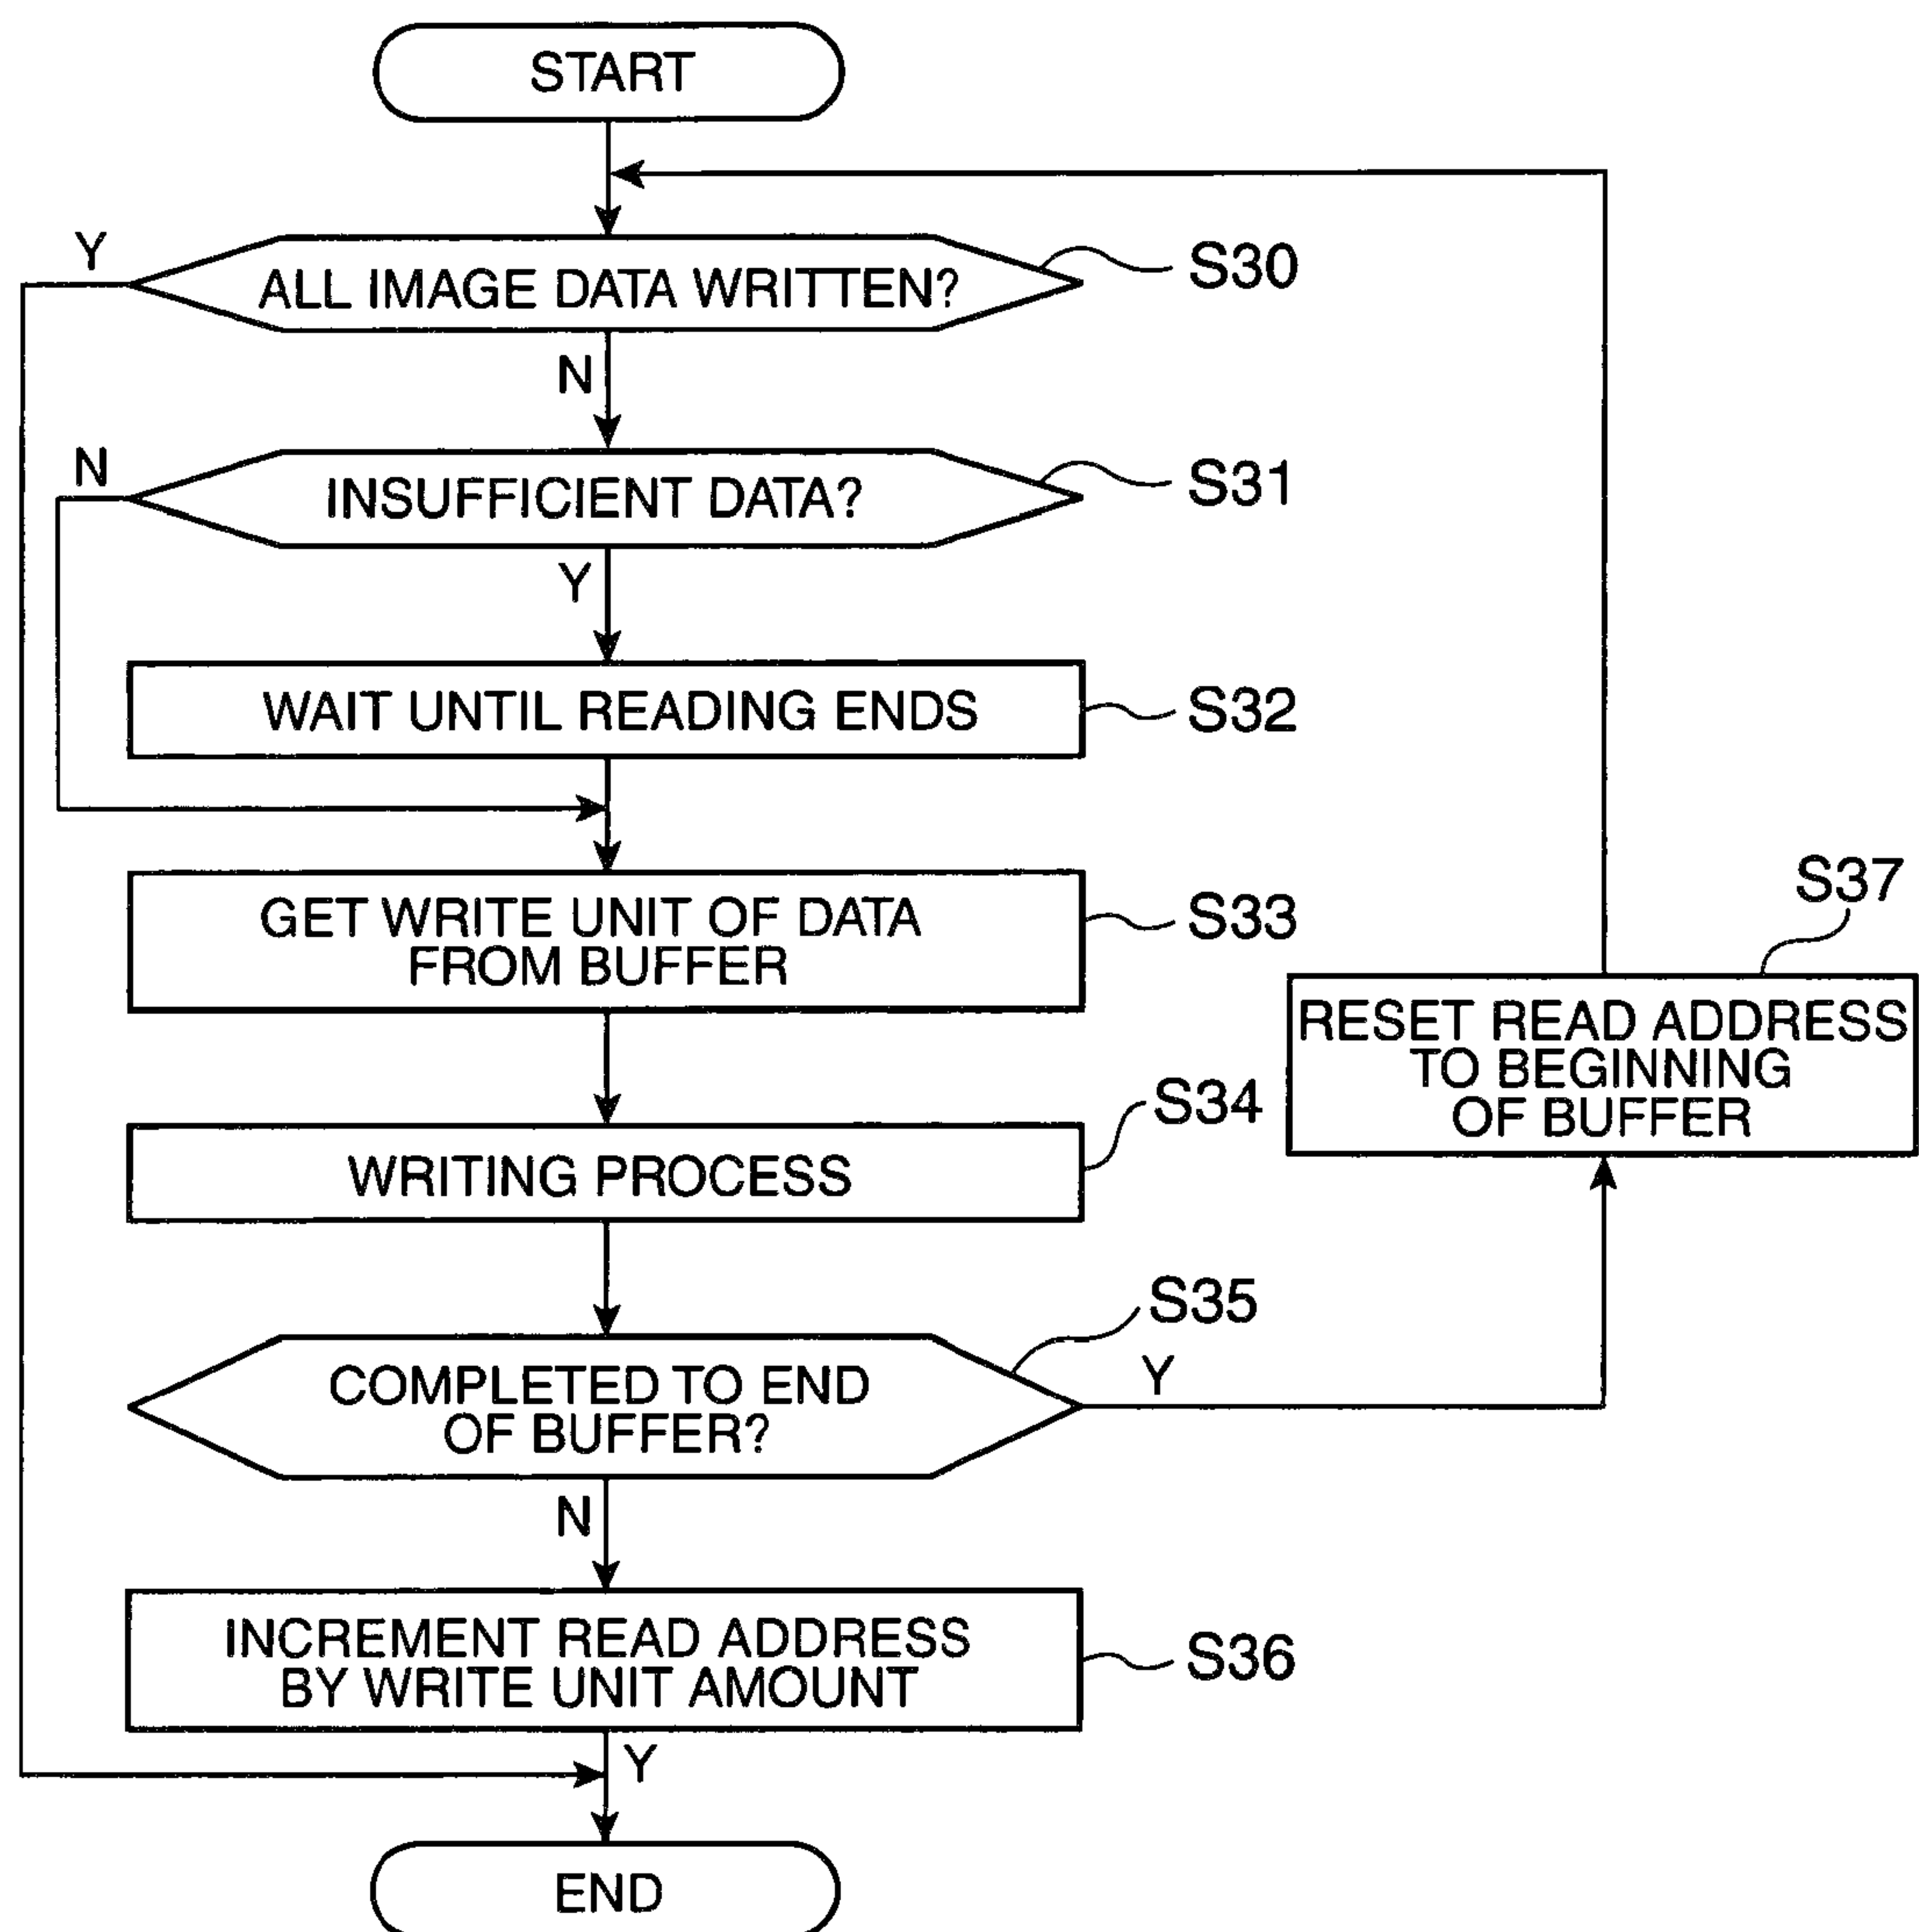 START
Y
ALL IMAGE DATA WRITTEN?
S30
N
N
INSUFFICIENT DATA?
S31
Y
WAIT UNTIL READING ENDS
S32
GET WRITE UNIT OF DATA
FROM BUFFER
S33
S37
RESET READ ADDRESS
TO BEGINNING
OF BUFFER
WRITING PROCESS
S34
S35
COMPLETED TO END
OF BUFFER?
Y
N
INCREMENT READ ADDRESS
BY WRITE UNIT AMOUNT
S36
Y
END